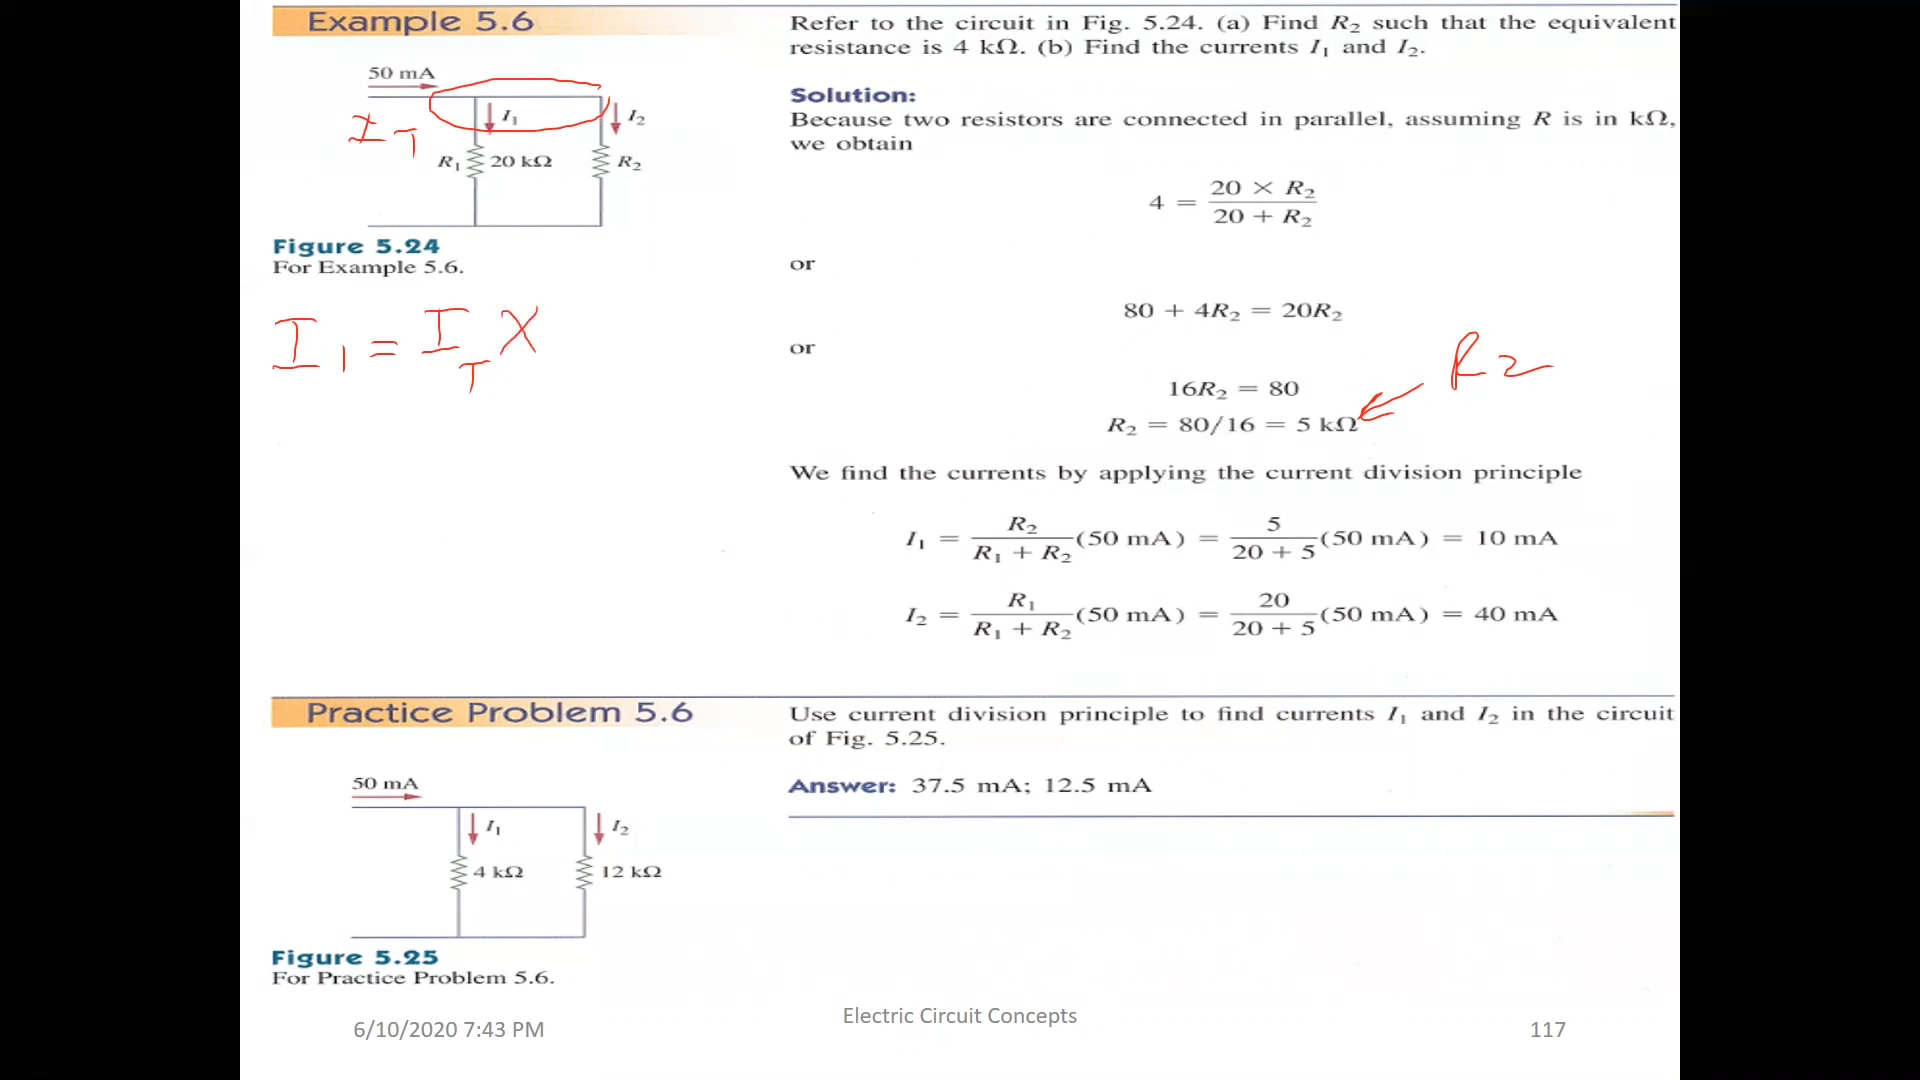 Example 5.6
Refer to the circuit in Fig. 5.24. (a) Find R₂ such that the equivalent
resistance is 4 kΩ. (b) Find the currents I₁ and I₂.
50 mA
I₁
I₂
I T
R₁ 20 kΩ
R₂
Figure 5.24
For Example 5.6.
I₁ = I T X
Solution:
Because two resistors are connected in parallel, assuming R is in kΩ,
we obtain
4 = (20 × R₂)/(20 + R₂)
or
80 + 4R₂ = 20R₂
or
16R₂ = 80
R₂ = 80/16 = 5 kΩ
R2
We find the currents by applying the current division principle
I₁ = R₂/(R₁ + R₂) (50 mA) = 5/(20 + 5) (50 mA) = 10 mA
I₂ = R₁/(R₁ + R₂) (50 mA) = 20/(20 + 5) (50 mA) = 40 mA
Practice Problem 5.6
Use current division principle to find currents I₁ and I₂ in the circuit
of Fig. 5.25.
Answer: 37.5 mA; 12.5 mA
50 mA
I₁
I₂
4 kΩ
12 kΩ
Figure 5.25
For Practice Problem 5.6.
6/10/2020 7:43 PM
Electric Circuit Concepts
117